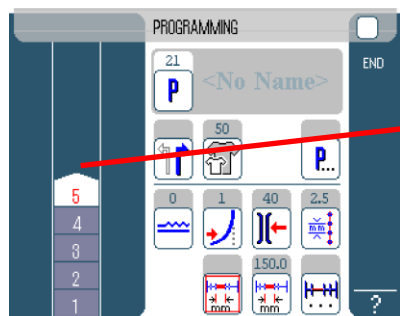 PROGRAMMING
END
21
P
<No Name>
50
P...
5
4
3
2
1
0
1
40
2.5
mm
150.0
mm
mm
...
?